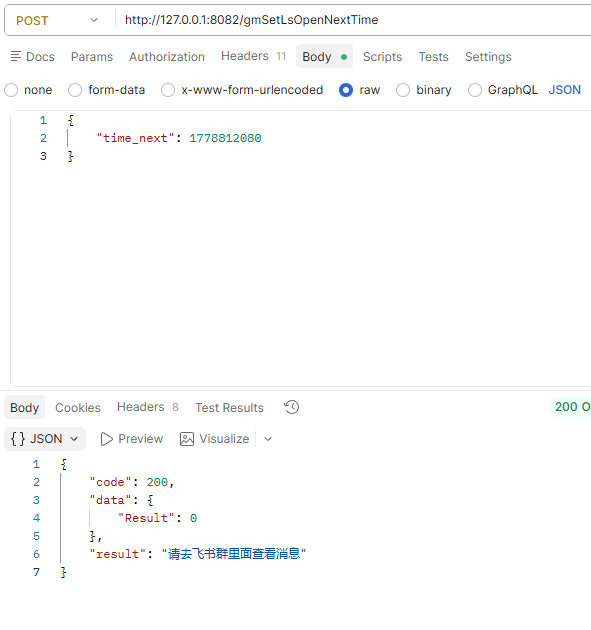 POST http://127.0.0.1:8082/gmSetLsOpenNextTime
Docs Params Authorization Headers 11 Body Scripts Tests Settings
none form-data x-www-form-urlencoded raw binary GraphQL JSON
1 {
2 "time_next": 1778812080
3 }
Body Cookies Headers 8 Test Results 200 O
{} JSON Preview Visualize
1 {
2 "code": 200,
3 "data": {
4 "Result": 0
5 },
6 "result": "请去飞书群里面查看消息"
7 }